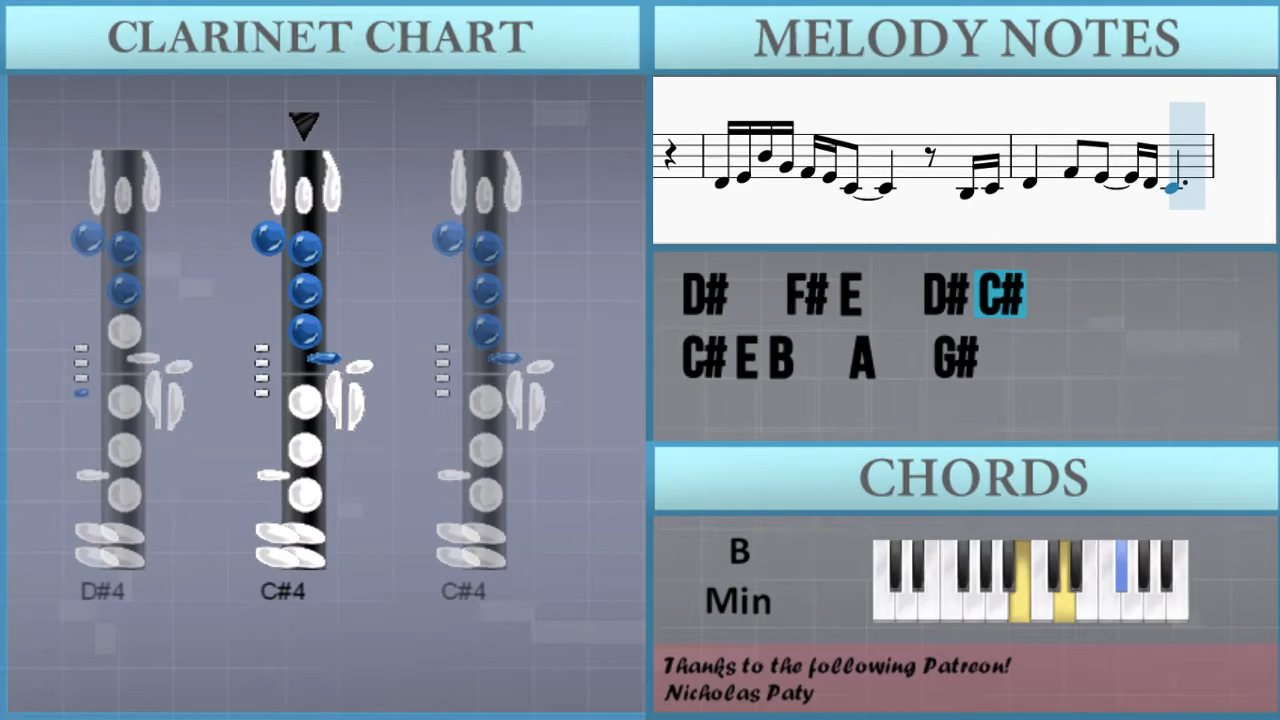 CLARINET CHART
D#4
C#4
C#4
MELODY NOTES
D# F# E D# C#
C# E B A G#
CHORDS
B
Min
Thanks to the following Patreon!
Nicholas Paty